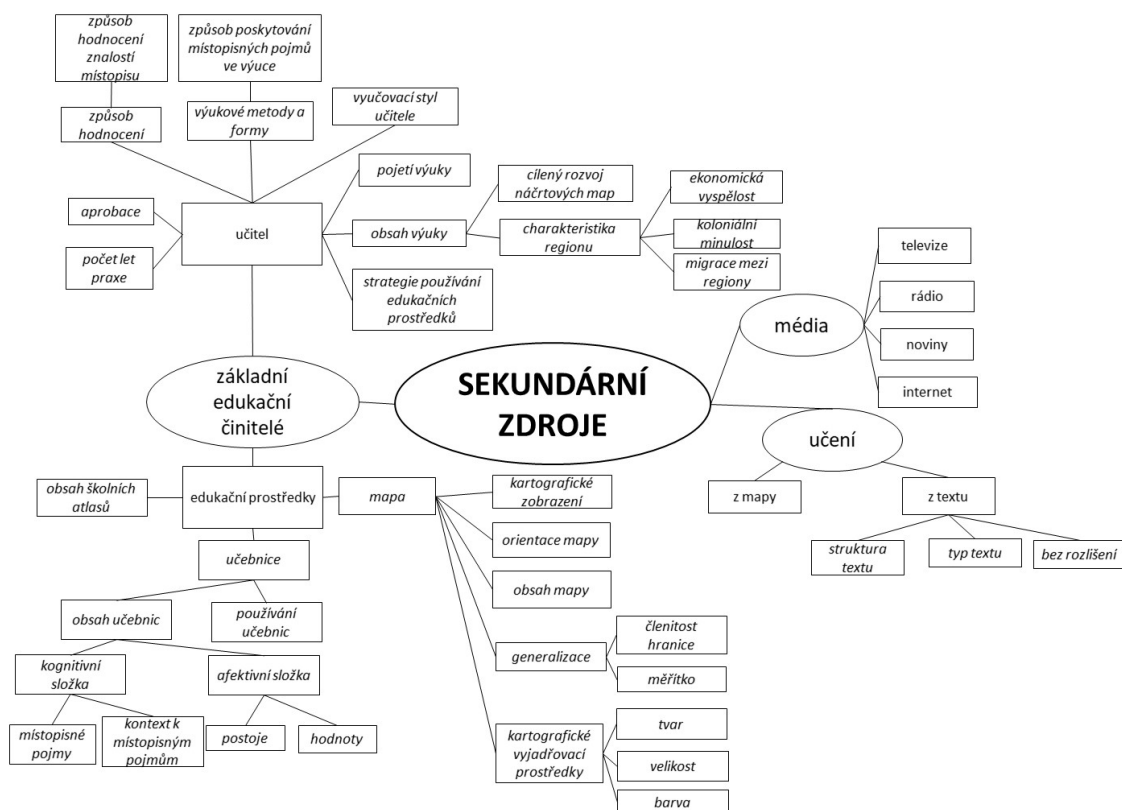 způsob
hodnocení
znalostí
místopisu
způsob poskytování
místopisných pojmů
ve výuce
způsob
hodnocení
výukové metody a
formy
vyučovací styl
učitele
aprobace
počet let
praxe
učitel
pojetí výuky
obsah výuky
strategie používání
edukačních
prostředků
cílený rozvoj
náčrtových map
charakteristika
regionu
ekonomická
vyspělost
koloniální
minulost
migrace mezi
regiony
základní
edukační
činitelé
SEKUNDÁRNÍ
ZDROJE
média
televize
rádio
noviny
internet
učení
z mapy
z textu
struktura
textu
typ textu
bez rozlišení
obsah školních
atlasů
edukační prostředky
mapa
kartografické
zobrazení
orientace mapy
obsah mapy
generalizace
členitost
hranice
měřítko
kartografické
vyjadřovací
prostředky
tvar
velikost
barva
učebnice
obsah učebnic
používání
učebnic
kognitivní
složka
afektivní složka
místopisné
pojmy
kontext k
místopisným
pojmům
postoje
hodnoty